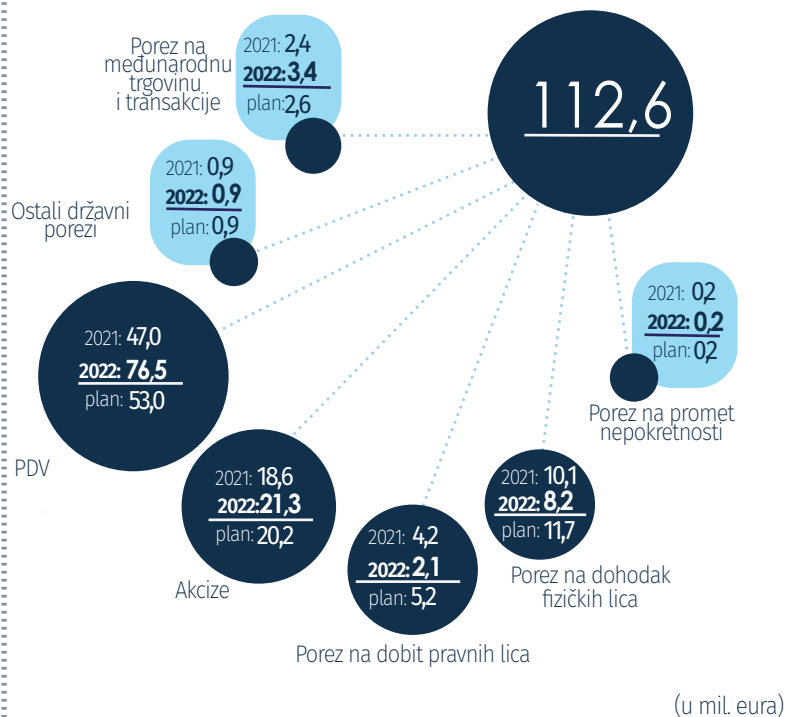 112,6
Porez na
međunarodnu
trgovinu
i transakcije
2021: 2,4
2022: 3,4
plan: 2,6
Ostali državni
porezi
2021: 0,9
2022: 0,9
plan: 0,9
2021: 47,0
2022: 76,5
plan: 53,0
PDV
2021: 18,6
2022: 21,3
plan: 20,2
Akcize
2021: 4,2
2022: 2,1
plan: 5,2
Porez na dobit pravnih lica
2021: 10,1
2022: 8,2
plan: 11,7
Porez na dohodak
fizičkih lica
2021: 0,2
2022: 0,2
plan: 0,2
Porez na promet
nepokretnosti
(u mil. eura)